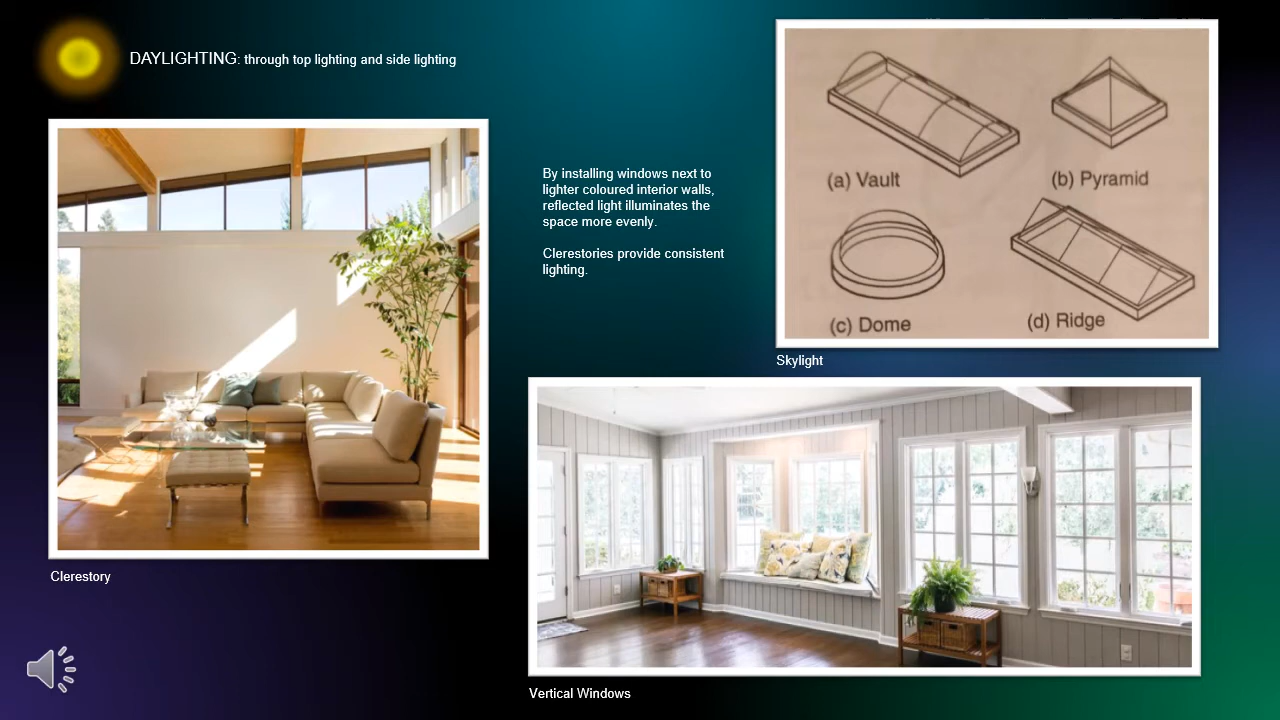 DAYLIGHTING: through top lighting and side lighting
By installing windows next to
lighter coloured interior walls,
reflected light illuminates the
space more evenly.
Clerestories provide consistent
lighting.
(a) Vault
(b) Pyramid
(c) Dome
(d) Ridge
Skylight
Clerestory
Vertical Windows